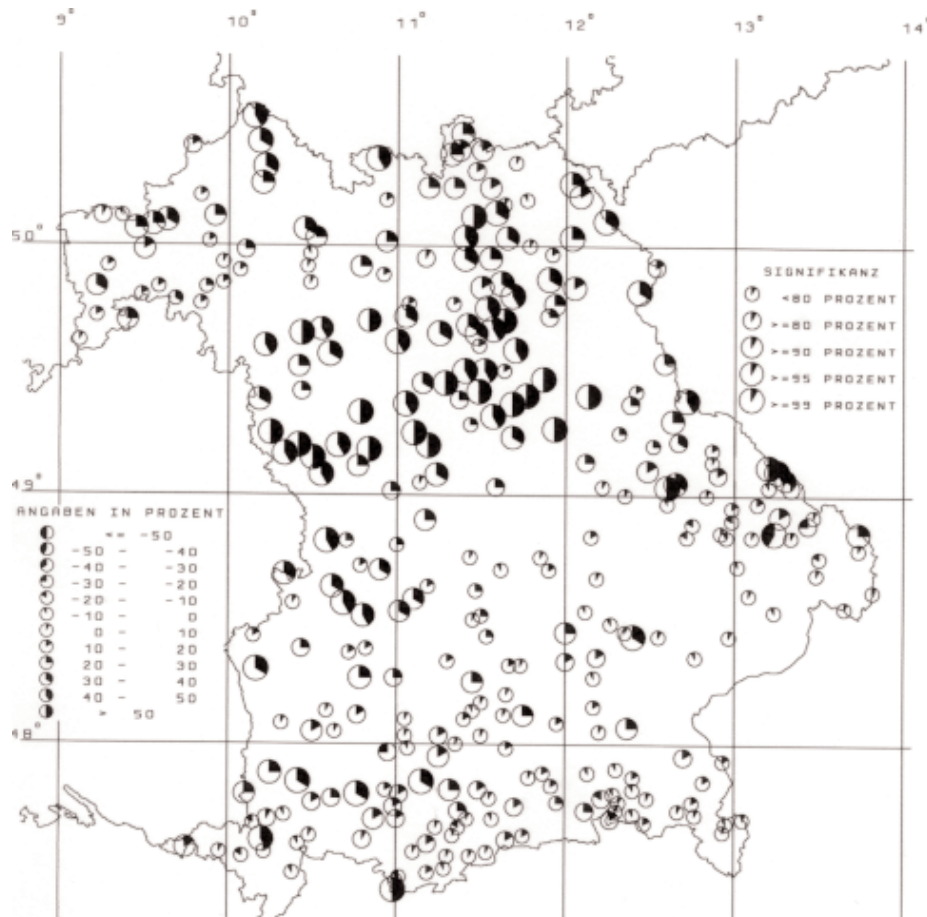 9° 10° 11° 12° 13° 14°
50°
SIGNIFIKANZ
<80 PROZENT
>=80 PROZENT
>=90 PROZENT
>=95 PROZENT
>=99 PROZENT
49°
ANGABEN IN PROZENT
<= -50
-50 - -40
-40 - -30
-30 - -20
-20 - -10
-10 - 0
0 - 10
10 - 20
20 - 30
30 - 40
40 - 50
> 50
48°